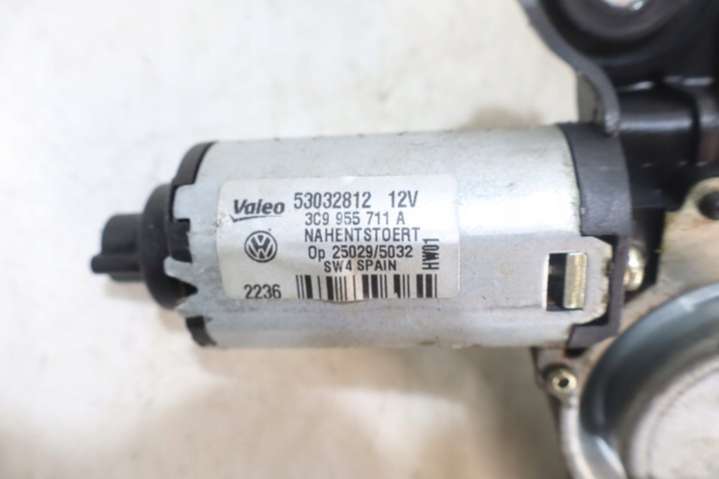 Valeo 53032812 12V
3C9 955 711 A
NAHENTSTOERT
Op 25029/5032
SW4 SPAIN
HW01
2236